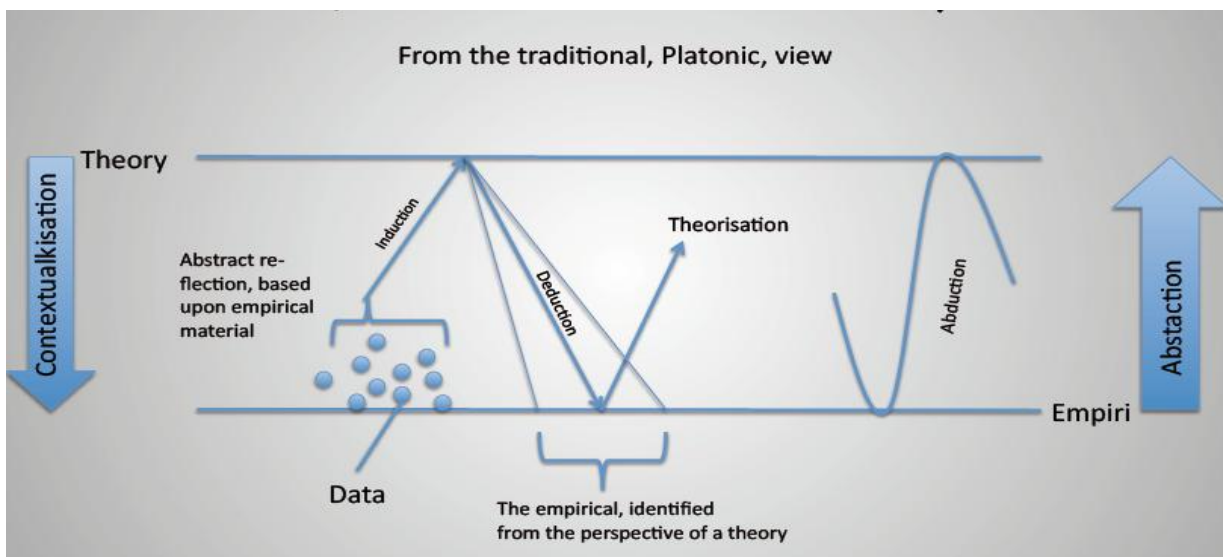 From the traditional, Platonic, view
Theory
Contextualkisation
Induction
Abstract re-
flection, based
upon empirical
material
Deduction
Theorisation
Abduction
Abstaction
Empiri
Data
The empirical, identified
from the perspective of a theory